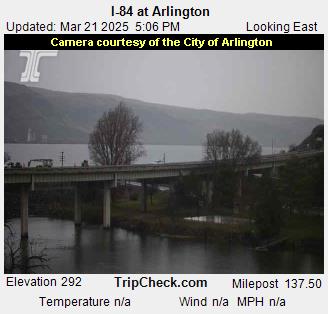 I-84 at Arlington
Updated: Mar 21 2025 5:06 PM Looking East
Camera courtesy of the City of Arlington
Elevation 292 TripCheck.com Milepost 137.50
Temperature n/a Wind n/a MPH n/a